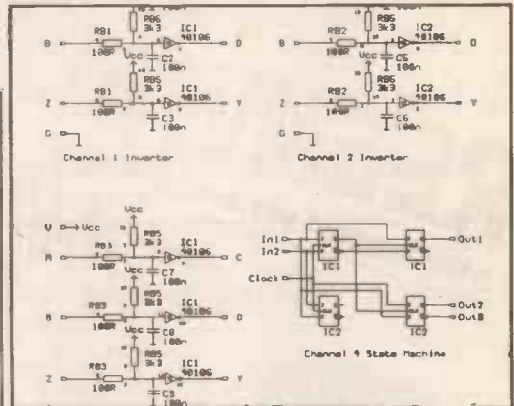 RB6 IC1
B RB1 3k3 40106 D
100R C2
Vcc 100n
RB5 IC1
Z RB1 3k3 40106 Y
100R C3
100n
G
Channel 1 Inverter
RB6 IC2
B RB2 3k3 40106 D
100R C5
Vcc 100n
RB6 IC2
Z RB2 3k3 40106 Y
100R C6
100n
Channel 2 Inverter
Vcc
V Vcc
RB5 IC1
RB3 3k3 40106 C
100R C7
Vcc 100n
RB5 IC1
RB3 3k3 40106 D
100R C8
Vcc 100n
RB5 IC1
Z RB3 3k3 40106 Y
100R C9
100n
In1 Out1
In2
IC1 IC1
Clock
Out2
OutB
IC2 IC2
Channel 4 State Machine